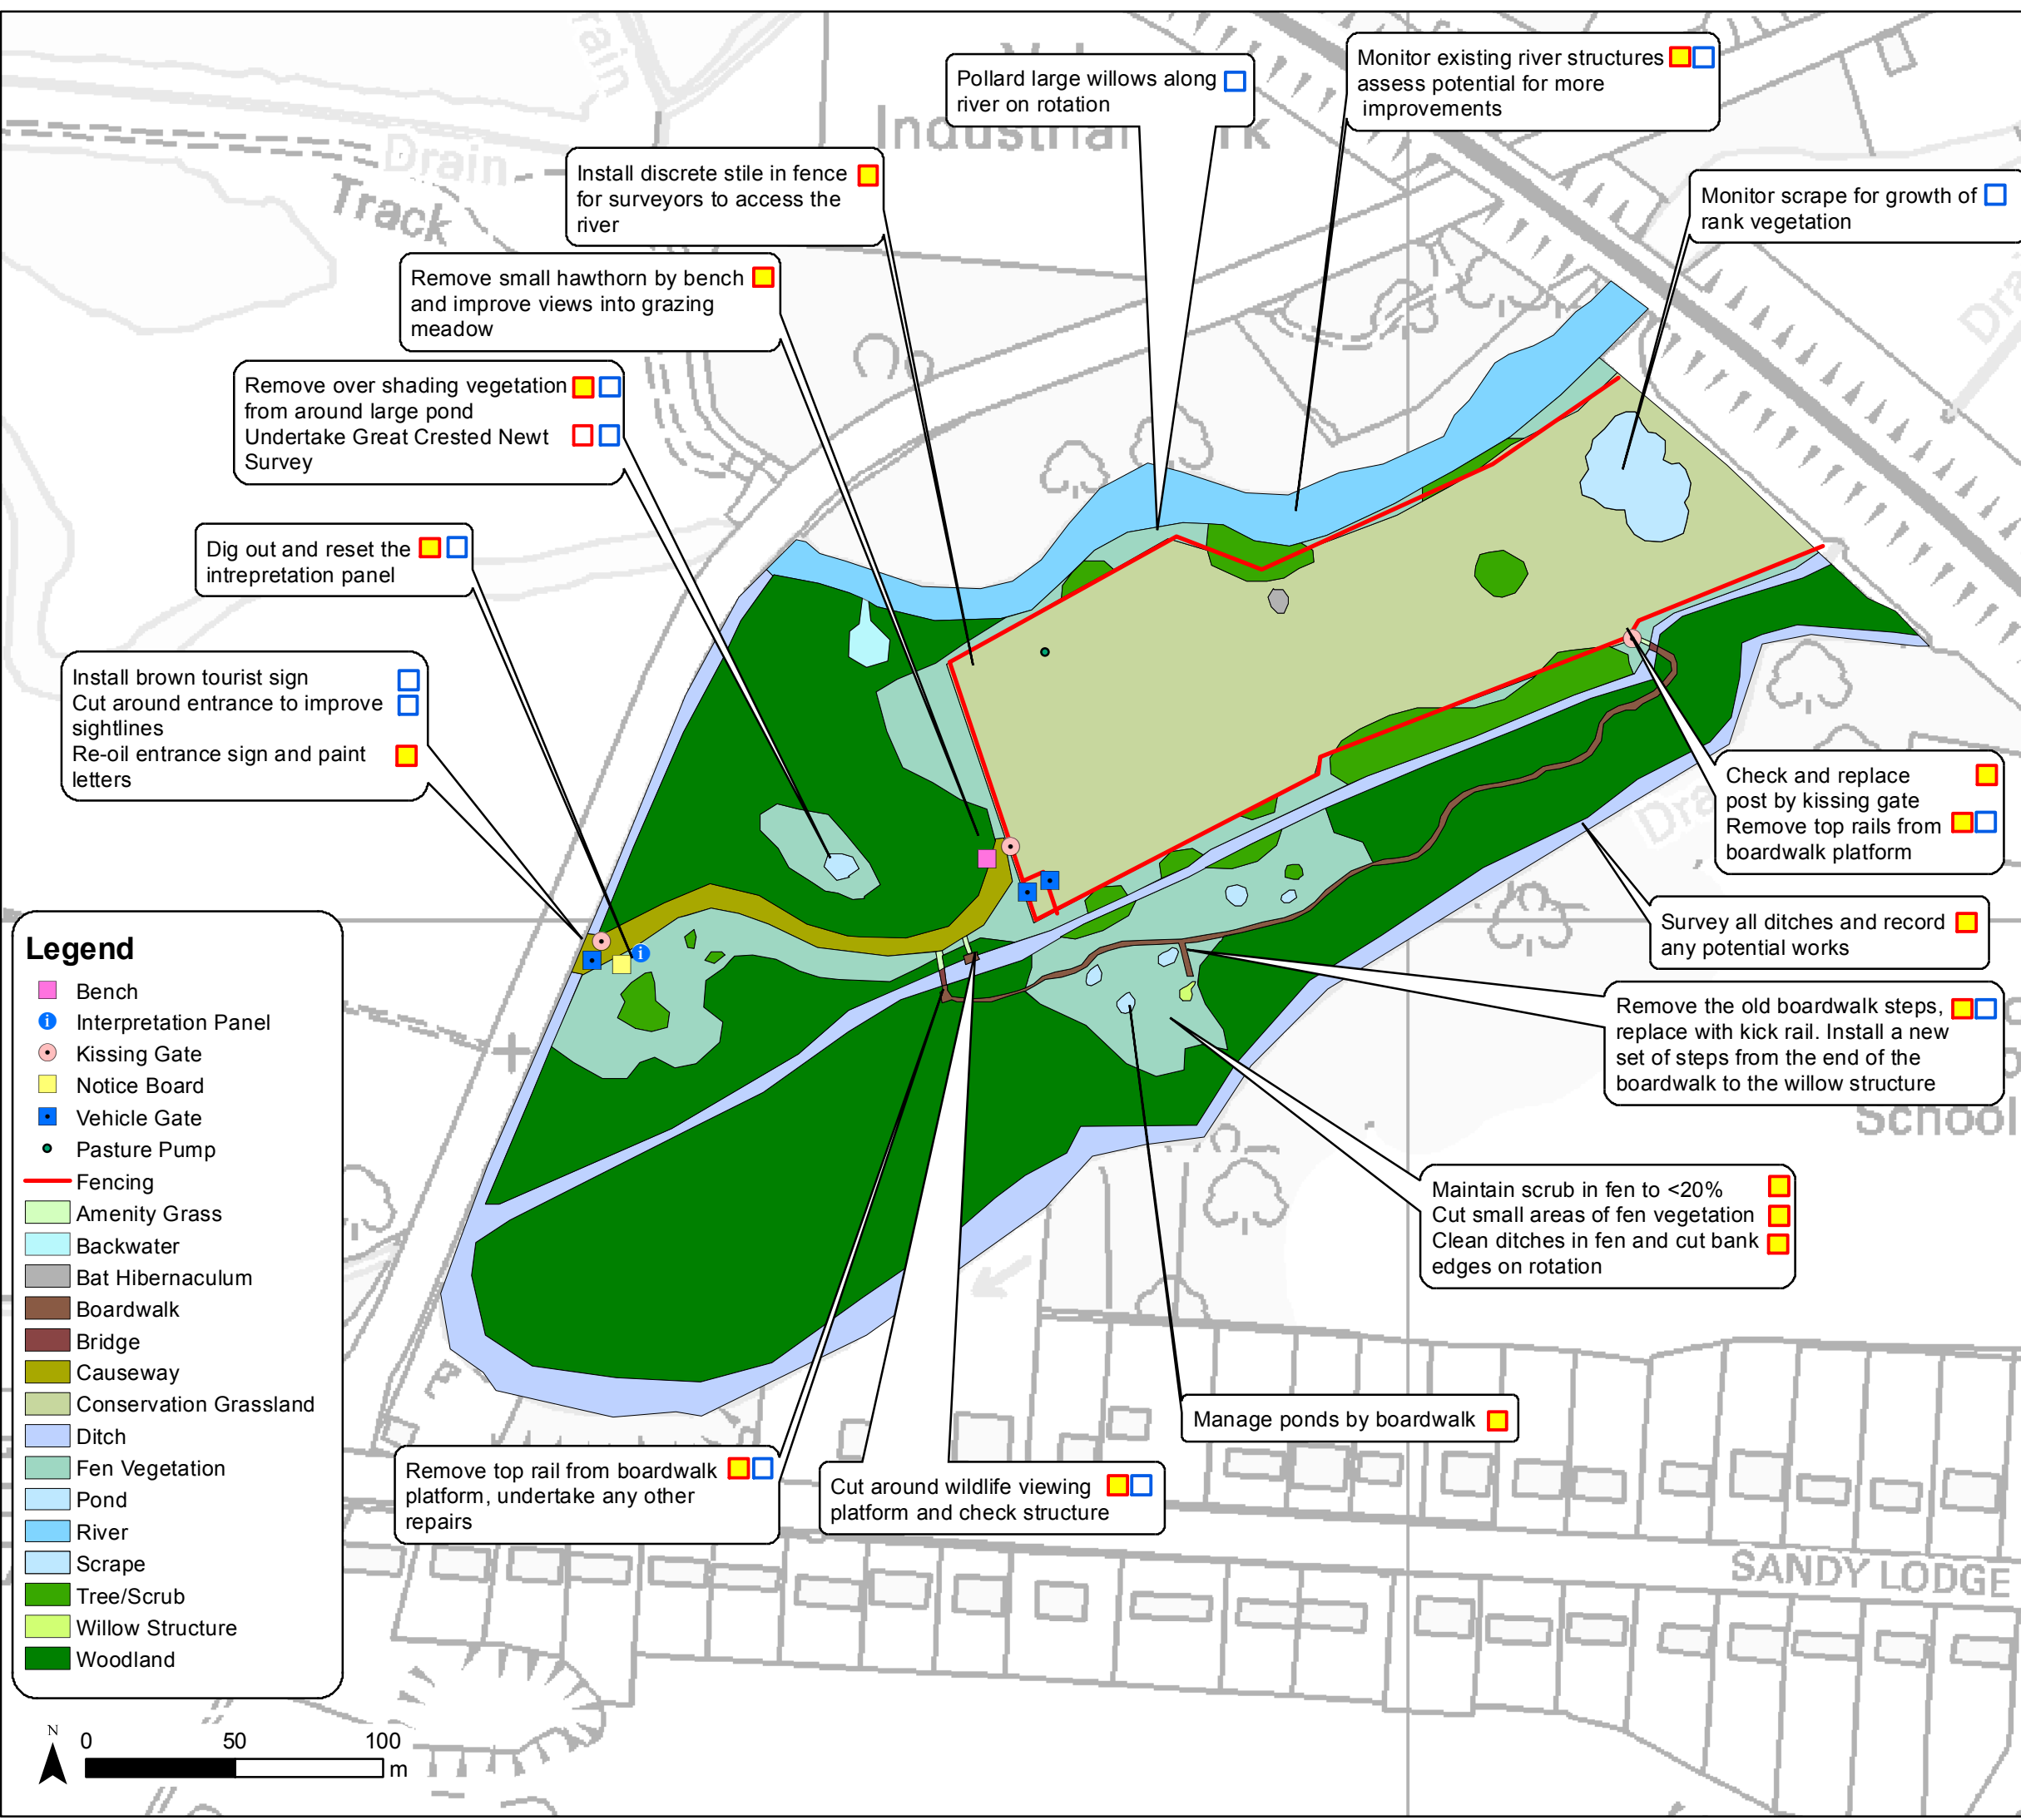 Pollard large willows along
river on rotation
Monitor existing river structures
assess potential for more
improvements
Install discrete stile in fence
for surveyors to access the
river
Monitor scrape for growth of
rank vegetation
Remove small hawthorn by bench
and improve views into grazing
meadow
Remove over shading vegetation
from around large pond
Undertake Great Crested Newt
Survey
Dig out and reset the
intrepretation panel
Install brown tourist sign
Cut around entrance to improve
sightlines
Re-oil entrance sign and paint
letters
Check and replace
post by kissing gate
Remove top rails from
boardwalk platform
Survey all ditches and record
any potential works
Remove the old boardwalk steps,
replace with kick rail. Install a new
set of steps from the end of the
boardwalk to the willow structure
Maintain scrub in fen to <20%
Cut small areas of fen vegetation
Clean ditches in fen and cut bank
edges on rotation
Manage ponds by boardwalk
Remove top rail from boardwalk
platform, undertake any other
repairs
Cut around wildlife viewing
platform and check structure
Drain
Drain
Track
School
SANDY LODGE
Legend
Bench
i Interpretation Panel
Kissing Gate
Notice Board
Vehicle Gate
Pasture Pump
Fencing
Amenity Grass
Backwater
Bat Hibernaculum
Boardwalk
Bridge
Causeway
Conservation Grassland
Ditch
Fen Vegetation
Pond
River
Scrape
Tree/Scrub
Willow Structure
Woodland
N
0 50 100
m
i